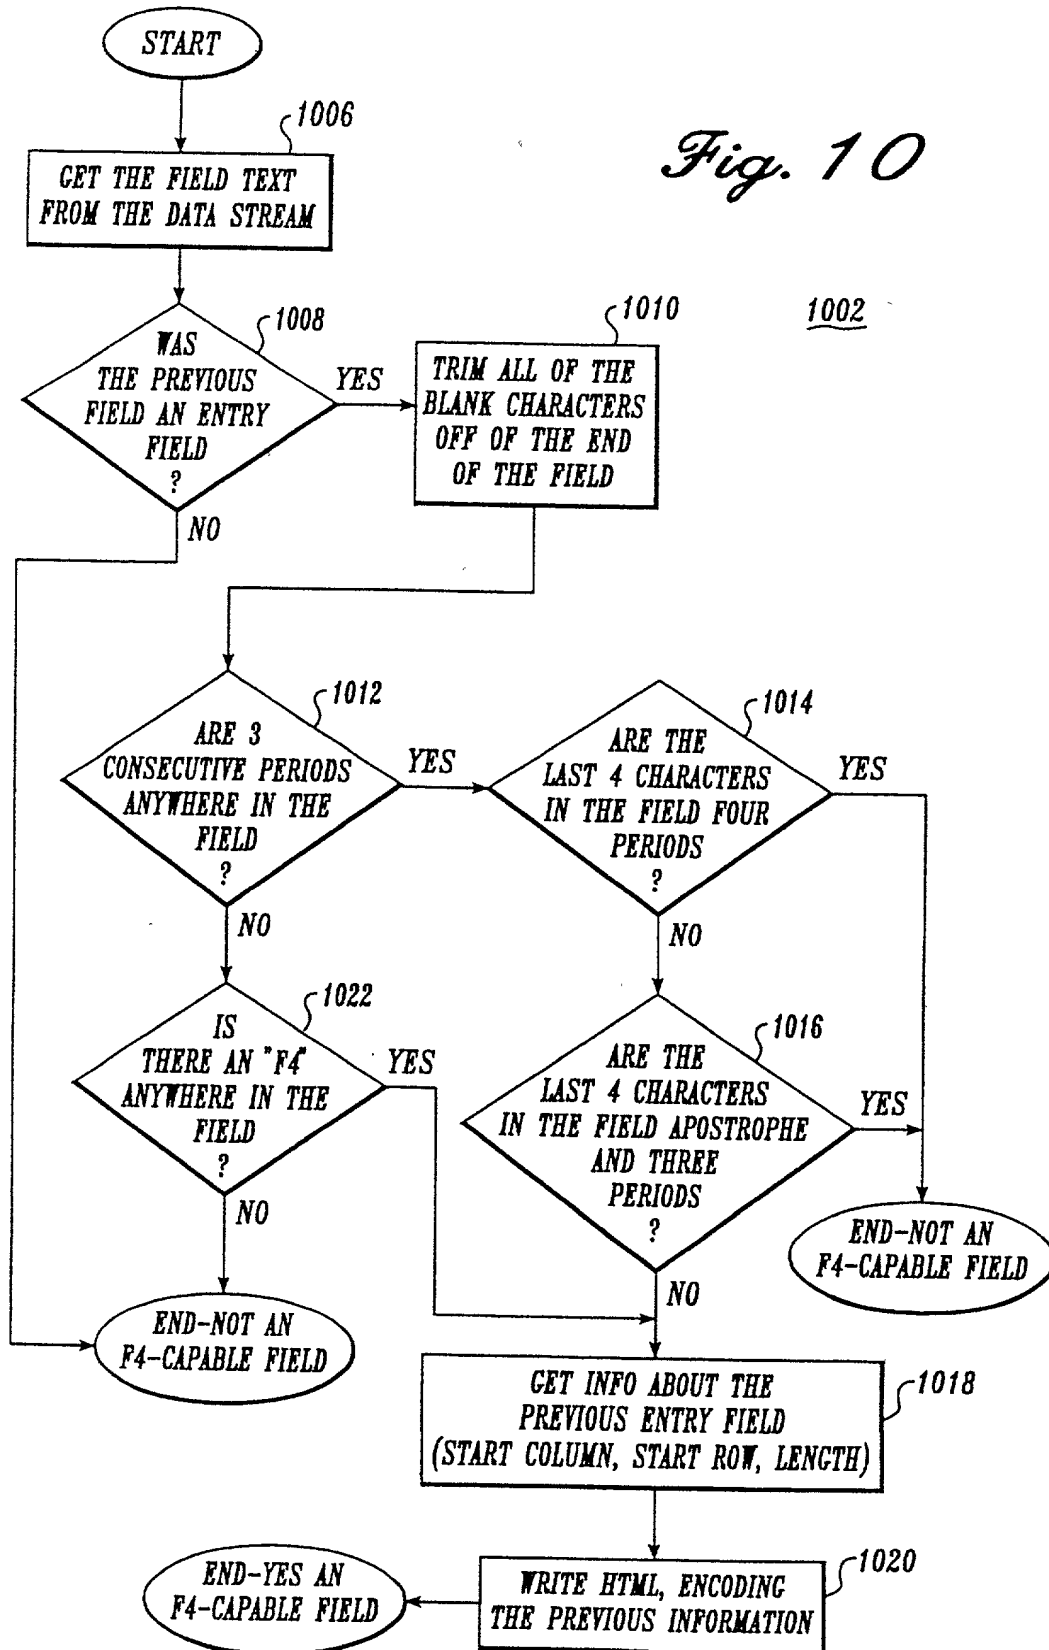 START
1006
Fig. 10
GET THE FIELD TEXT
FROM THE DATA STREAM
1002
1008
WAS
THE PREVIOUS
FIELD AN ENTRY
FIELD
?
YES
NO
1010
TRIM ALL OF THE
BLANK CHARACTERS
OFF OF THE END
OF THE FIELD
1012
ARE 3
CONSECUTIVE PERIODS
ANYWHERE IN THE
FIELD
?
YES
NO
1014
ARE THE
LAST 4 CHARACTERS
IN THE FIELD FOUR
PERIODS
?
YES
NO
1022
IS
THERE AN "F4"
ANYWHERE IN THE
FIELD
?
YES
NO
1016
ARE THE
LAST 4 CHARACTERS
IN THE FIELD APOSTROPHE
AND THREE
PERIODS
?
YES
NO
END-NOT AN
F4-CAPABLE FIELD
END-NOT AN
F4-CAPABLE FIELD
1018
GET INFO ABOUT THE
PREVIOUS ENTRY FIELD
(START COLUMN, START ROW, LENGTH)
1020
WRITE HTML, ENCODING
THE PREVIOUS INFORMATION
END-YES AN
F4-CAPABLE FIELD